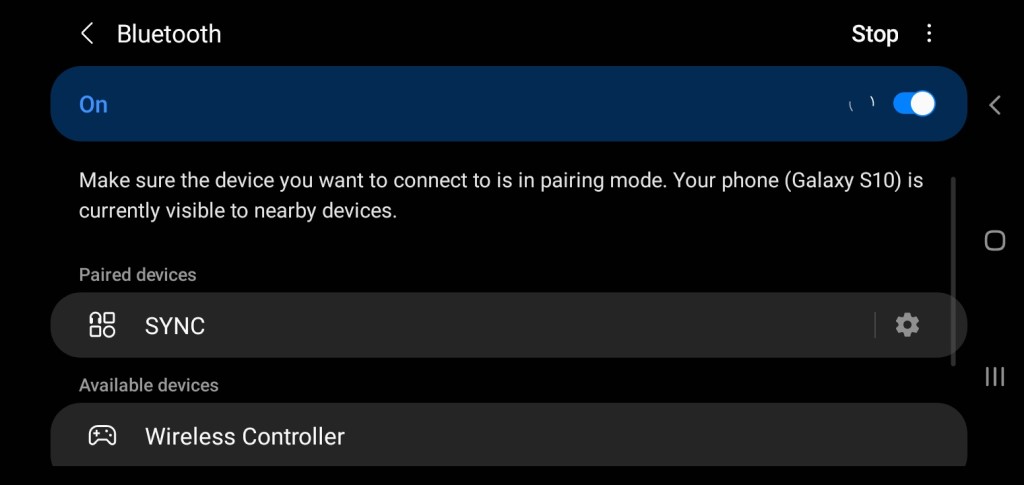 Bluetooth
Stop
On
Make sure the device you want to connect to is in pairing mode. Your phone (Galaxy S10) is
currently visible to nearby devices.
Paired devices
SYNC
Available devices
Wireless Controller